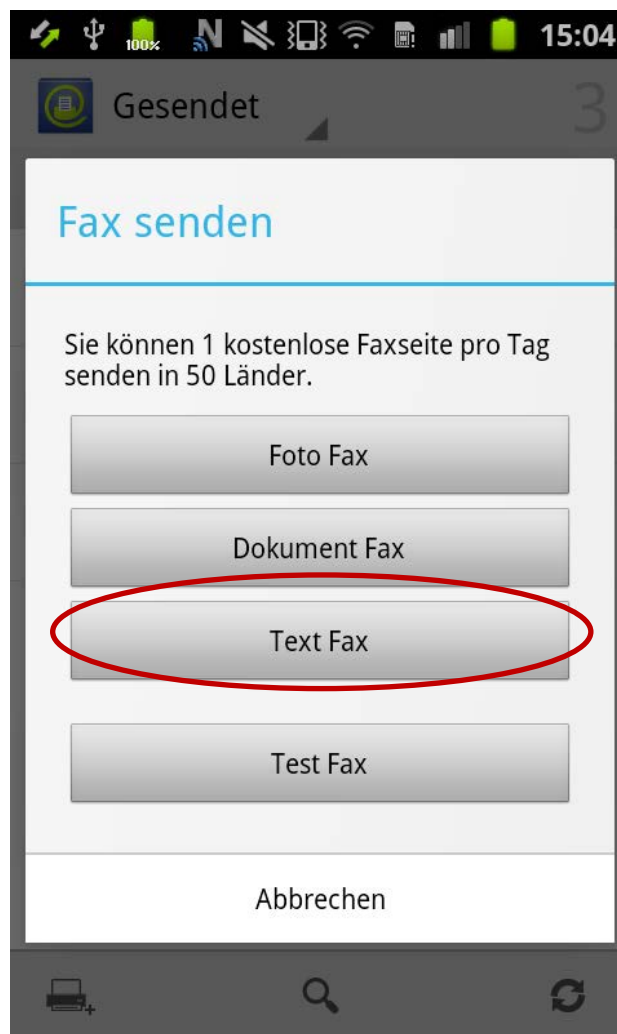 100%
15:04
Gesendet
3
Fax senden
Sie können 1 kostenlose Faxseite pro Tag
senden in 50 Länder.
Foto Fax
Dokument Fax
Text Fax
Test Fax
Abbrechen